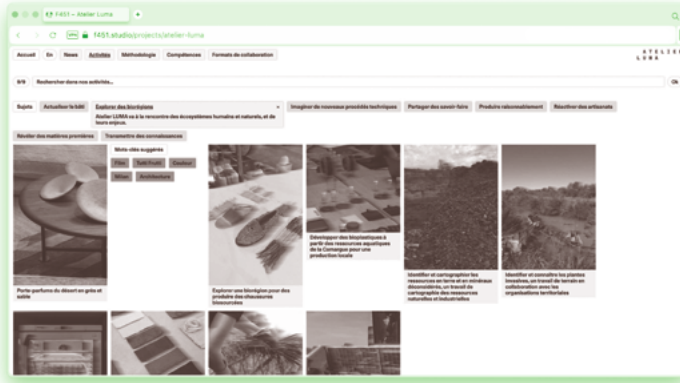 F451 – Atelier Luma
f451.studio/projects/atelier-luma
Accueil En News Activités Méthodologie Compétences Formats de collaboration
ATELIER
LUMA
Rechercher dans nos activités... Ok
Sujets Actualiser le bâti Explorer des biorégions × Imaginer de nouveaux procédés techniques Partager des savoir-faire Produire raisonnablement Réactiver des artisanats
Atelier LUMA va à la rencontre des écosystèmes humains et naturels, et de
leurs enjeux.
Révéler des matières premières Transmettre des connaissances
Mots-clés suggérés
Film Tutti Frutti Couleur
Mines Architecture
Porte-parfums du désert en grès et
sable
Explorer une biorégion pour des
produire des chaussures
biosourcées
Développer des bioplastiques à
partir des ressources aquatiques
de la Camargue pour une
production locale
Identifier et cartographier les
ressources en terre et en minéraux
déconsidérés, un travail de
cartographie des ressources
naturelles et industrielles
Identifier et connaître les plantes
invasives, un travail de terrain en
collaboration avec les
organisations territoriales